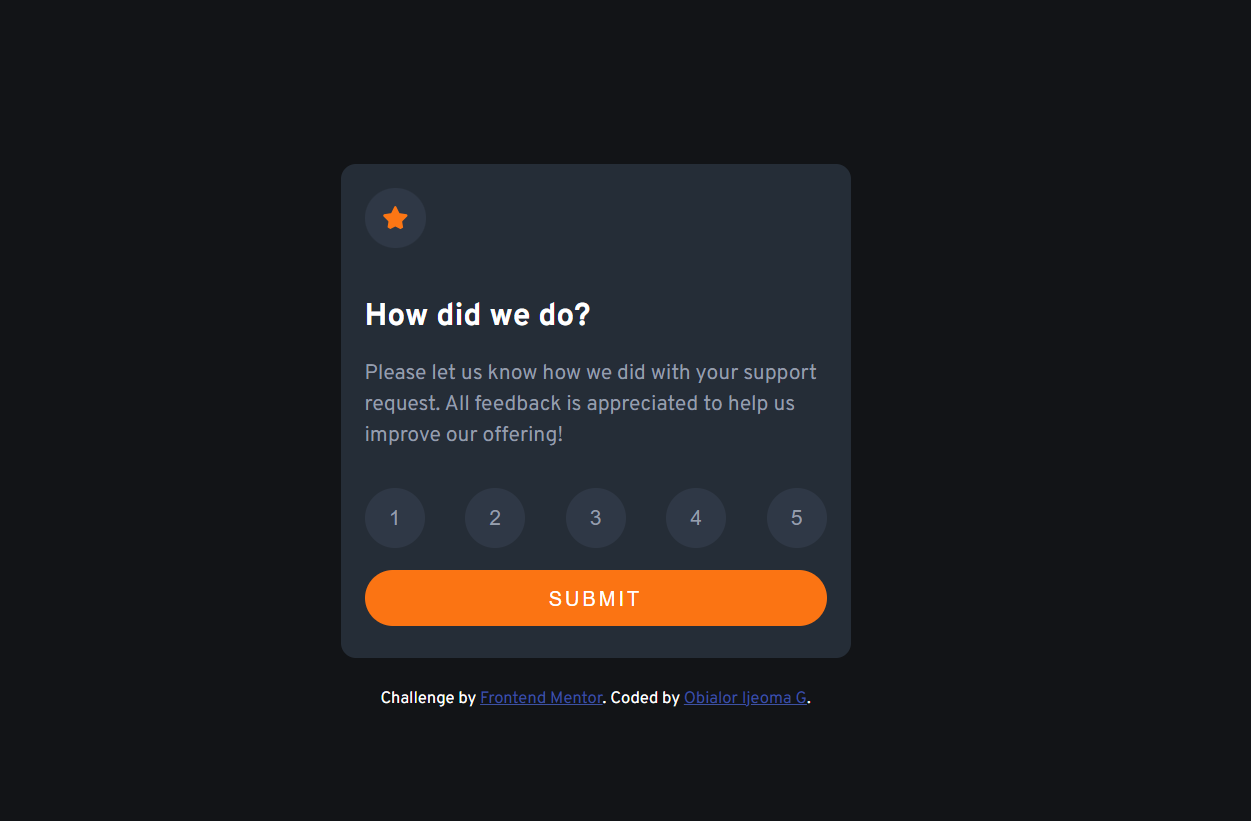 How did we do?
Please let us know how we did with your support
request. All feedback is appreciated to help us
improve our offering!
1 2 3 4 5
SUBMIT
Challenge by Frontend Mentor. Coded by Obialor Ijeoma G.